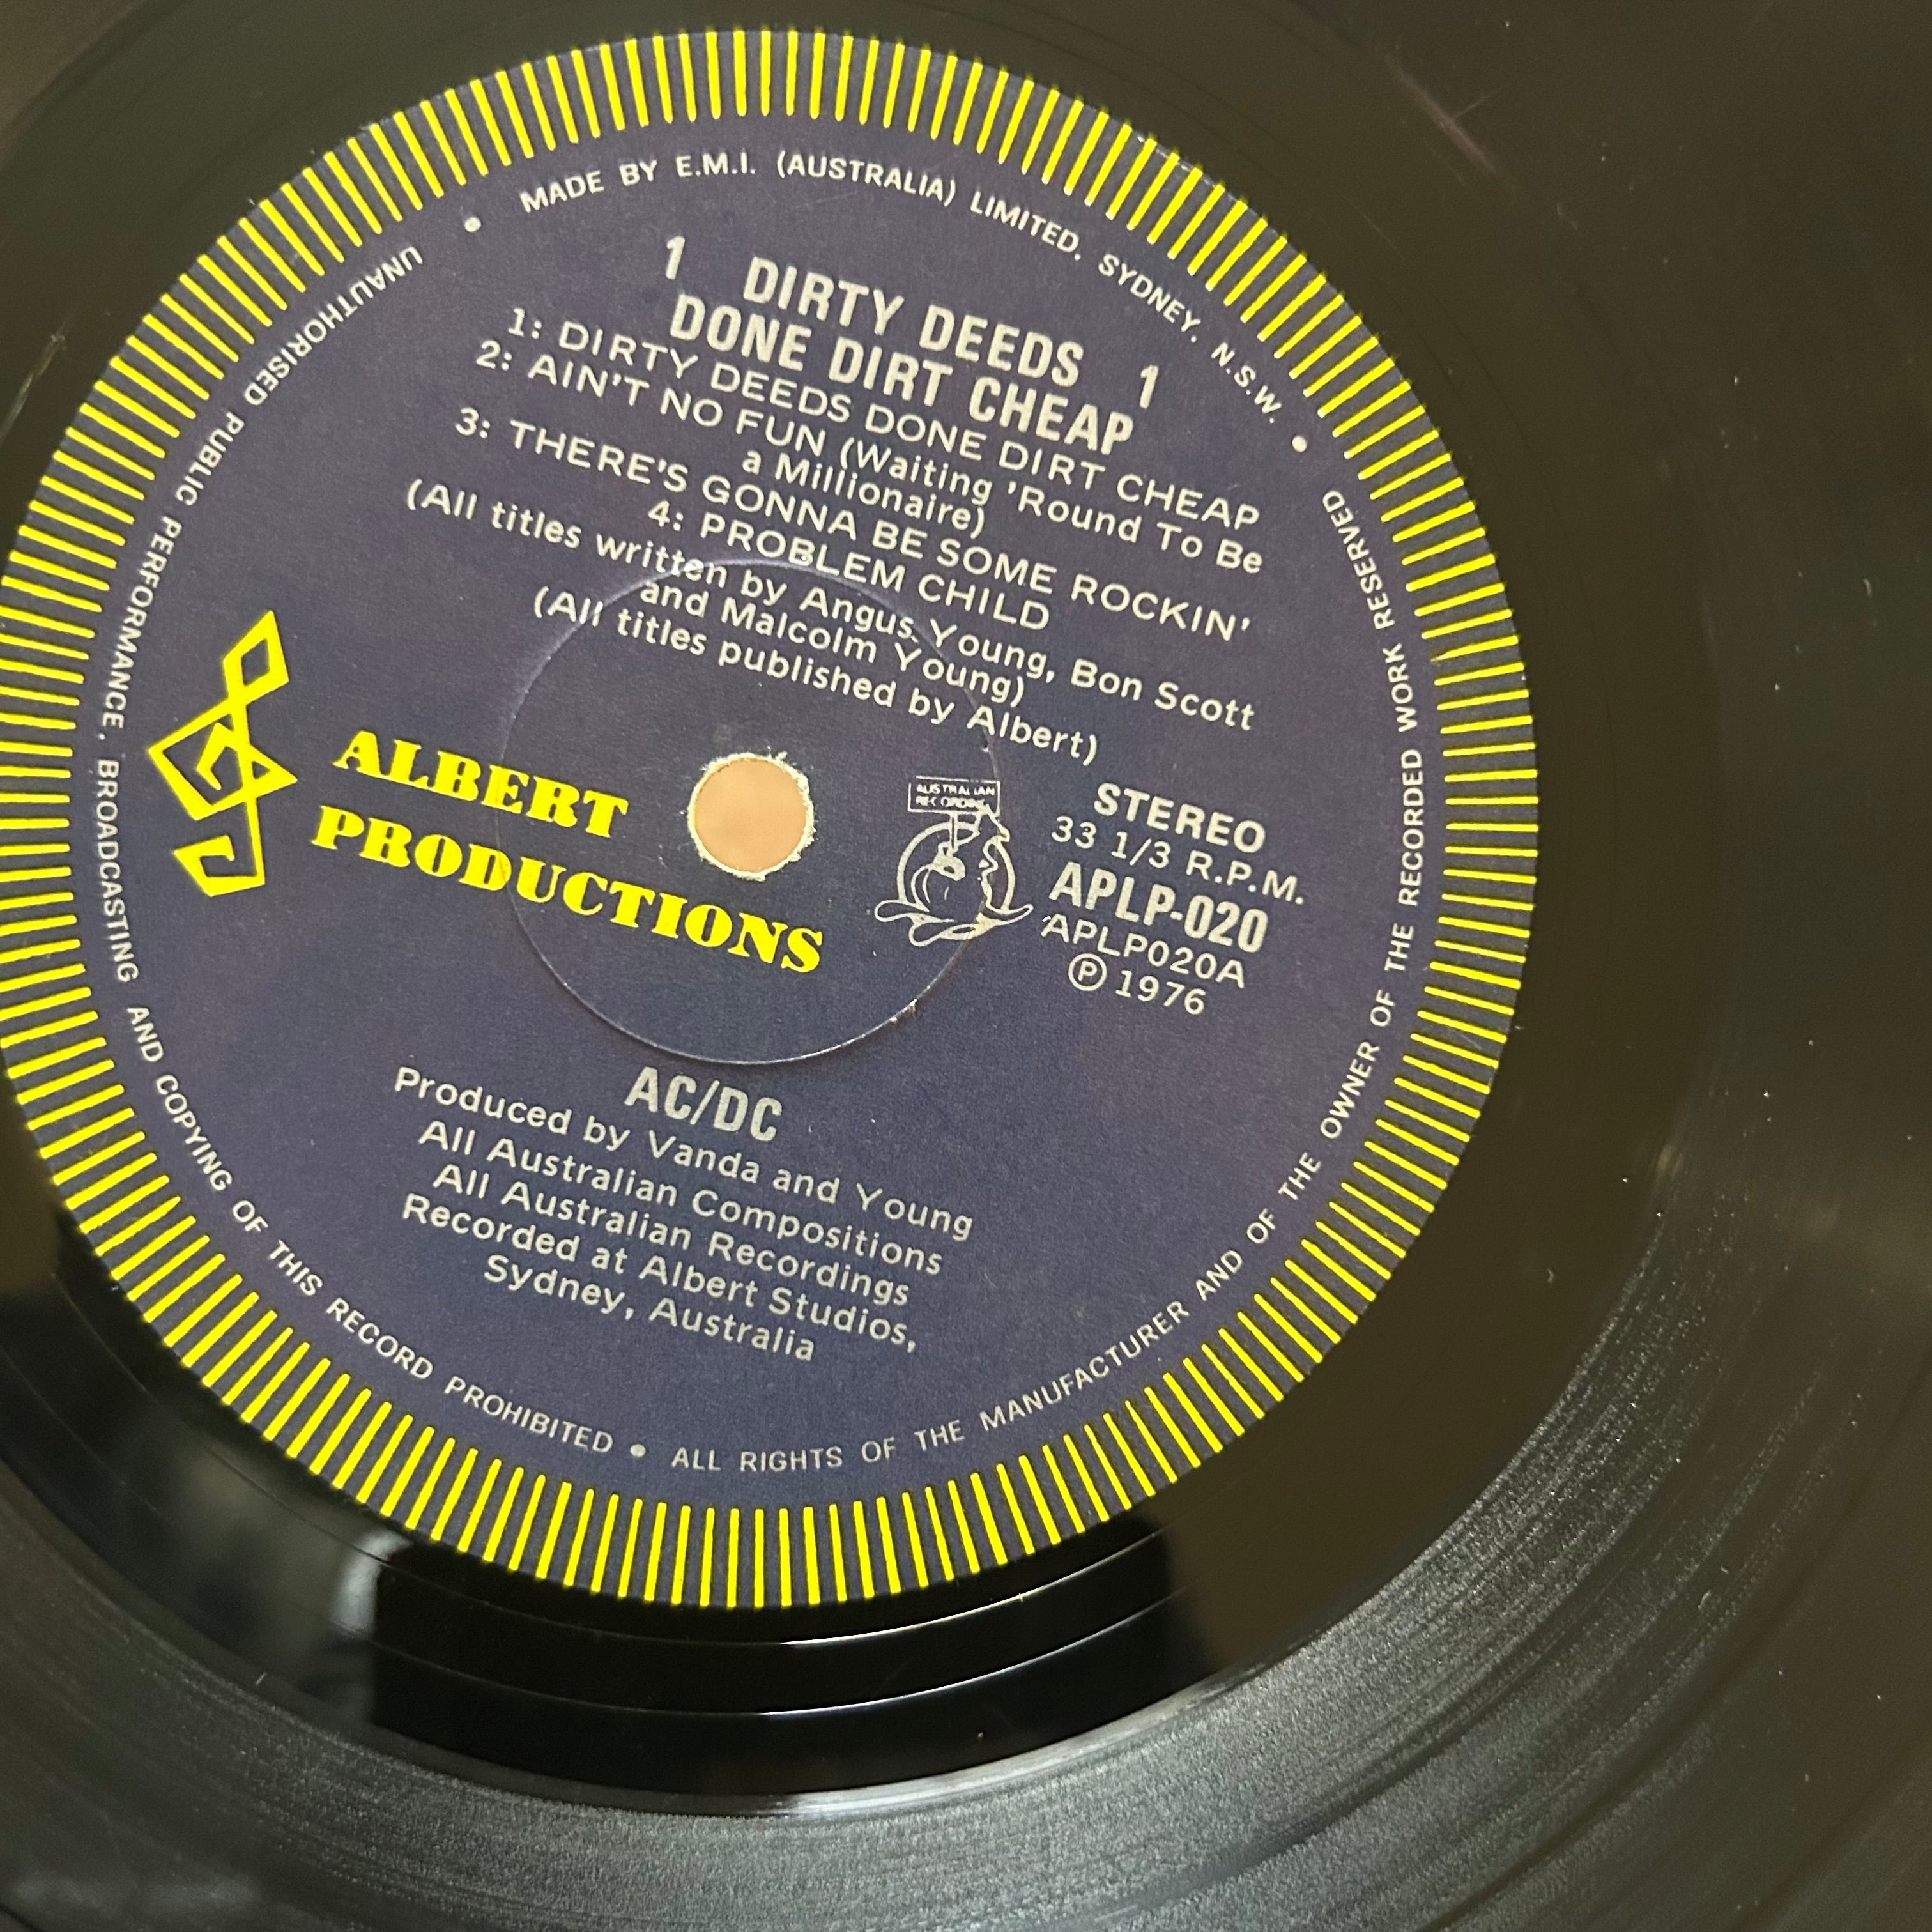 MADE BY E.M.I. (AUSTRALIA) LIMITED, SYDNEY, N.S.W. •
1 DIRTY DEEDS 1
DONE DIRT CHEAP
1: DIRTY DEEDS DONE DIRT CHEAP
2: AIN'T NO FUN (Waiting 'Round To Be
a Millionaire)
3: THERE'S GONNA BE SOME ROCKIN'
4: PROBLEM CHILD
(All titles written by Angus Young, Bon Scott
and Malcolm Young)
(All titles published by Albert)
ALBERT
PRODUCTIONS
AUSTRALIAN
RECORDING
STEREO
33 1/3 R.P.M.
APLP-020
APLP020A
Ⓟ 1976
AC/DC
Produced by Vanda and Young
All Australian Compositions
All Australian Recordings
Recorded at Albert Studios,
Sydney, Australia
ALL RIGHTS OF THE MANUFACTURER AND OF THE OWNER OF THE RECORDED WORK RESERVED
UNAUTHORISED PUBLIC PERFORMANCE, BROADCASTING AND COPYING OF THIS RECORD PROHIBITED •